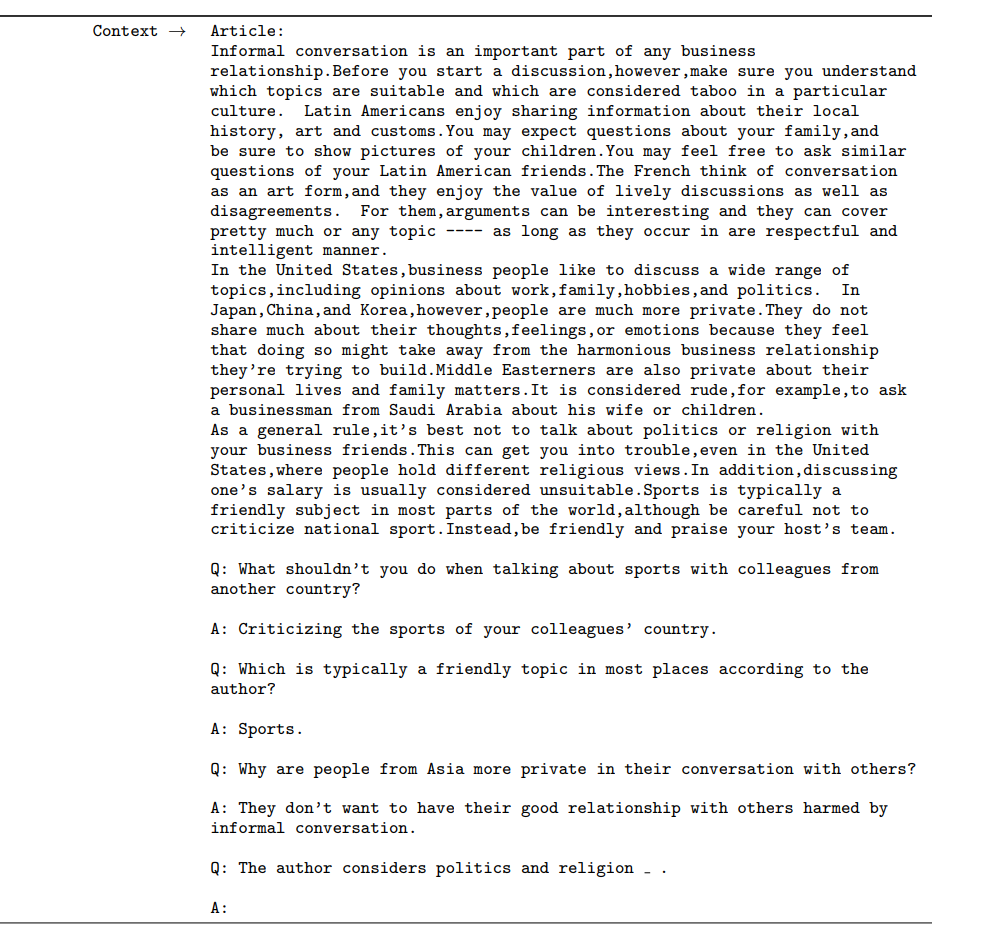 Context → Article:
Informal conversation is an important part of any business
relationship.Before you start a discussion,however,make sure you understand
which topics are suitable and which are considered taboo in a particular
culture. Latin Americans enjoy sharing information about their local
history, art and customs.You may expect questions about your family,and
be sure to show pictures of your children.You may feel free to ask similar
questions of your Latin American friends.The French think of conversation
as an art form,and they enjoy the value of lively discussions as well as
disagreements. For them,arguments can be interesting and they can cover
pretty much or any topic ---- as long as they occur in are respectful and
intelligent manner.
In the United States,business people like to discuss a wide range of
topics,including opinions about work,family,hobbies,and politics. In
Japan,China,and Korea,however,people are much more private.They do not
share much about their thoughts,feelings,or emotions because they feel
that doing so might take away from the harmonious business relationship
they're trying to build.Middle Easterners are also private about their
personal lives and family matters.It is considered rude,for example,to ask
a businessman from Saudi Arabia about his wife or children.
As a general rule,it's best not to talk about politics or religion with
your business friends.This can get you into trouble,even in the United
States,where people hold different religious views.In addition,discussing
one's salary is usually considered unsuitable.Sports is typically a
friendly subject in most parts of the world,although be careful not to
criticize national sport.Instead,be friendly and praise your host's team.
Q: What shouldn't you do when talking about sports with colleagues from
another country?
A: Criticizing the sports of your colleagues' country.
Q: Which is typically a friendly topic in most places according to the
author?
A: Sports.
Q: Why are people from Asia more private in their conversation with others?
A: They don't want to have their good relationship with others harmed by
informal conversation.
Q: The author considers politics and religion _ .
A: